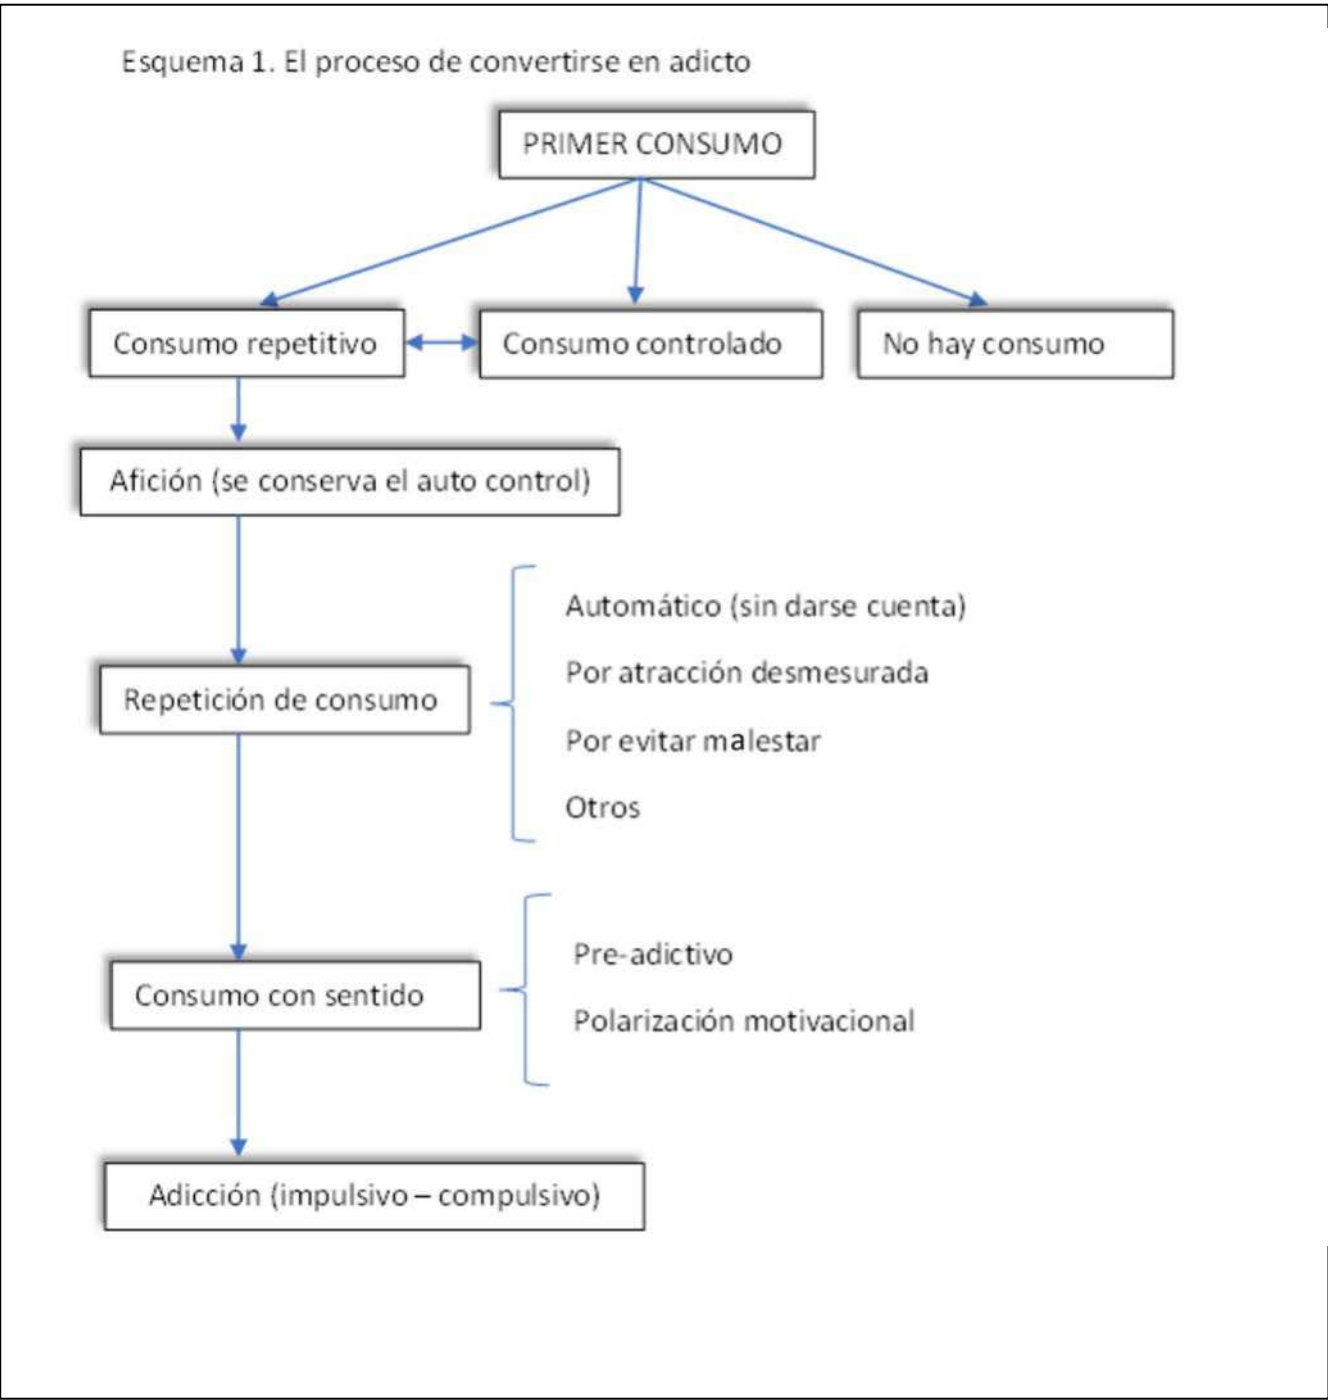 Esquema 1. El proceso de convertirse en adicto
PRIMER CONSUMO
Consumo repetitivo
Consumo controlado
No hay consumo
Afición (se conserva el auto control)
Repetición de consumo
Automático (sin darse cuenta)
Por atracción desmesurada
Por evitar malestar
Otros
Consumo con sentido
Pre-adictivo
Polarización motivacional
Adicción (impulsivo – compulsivo)